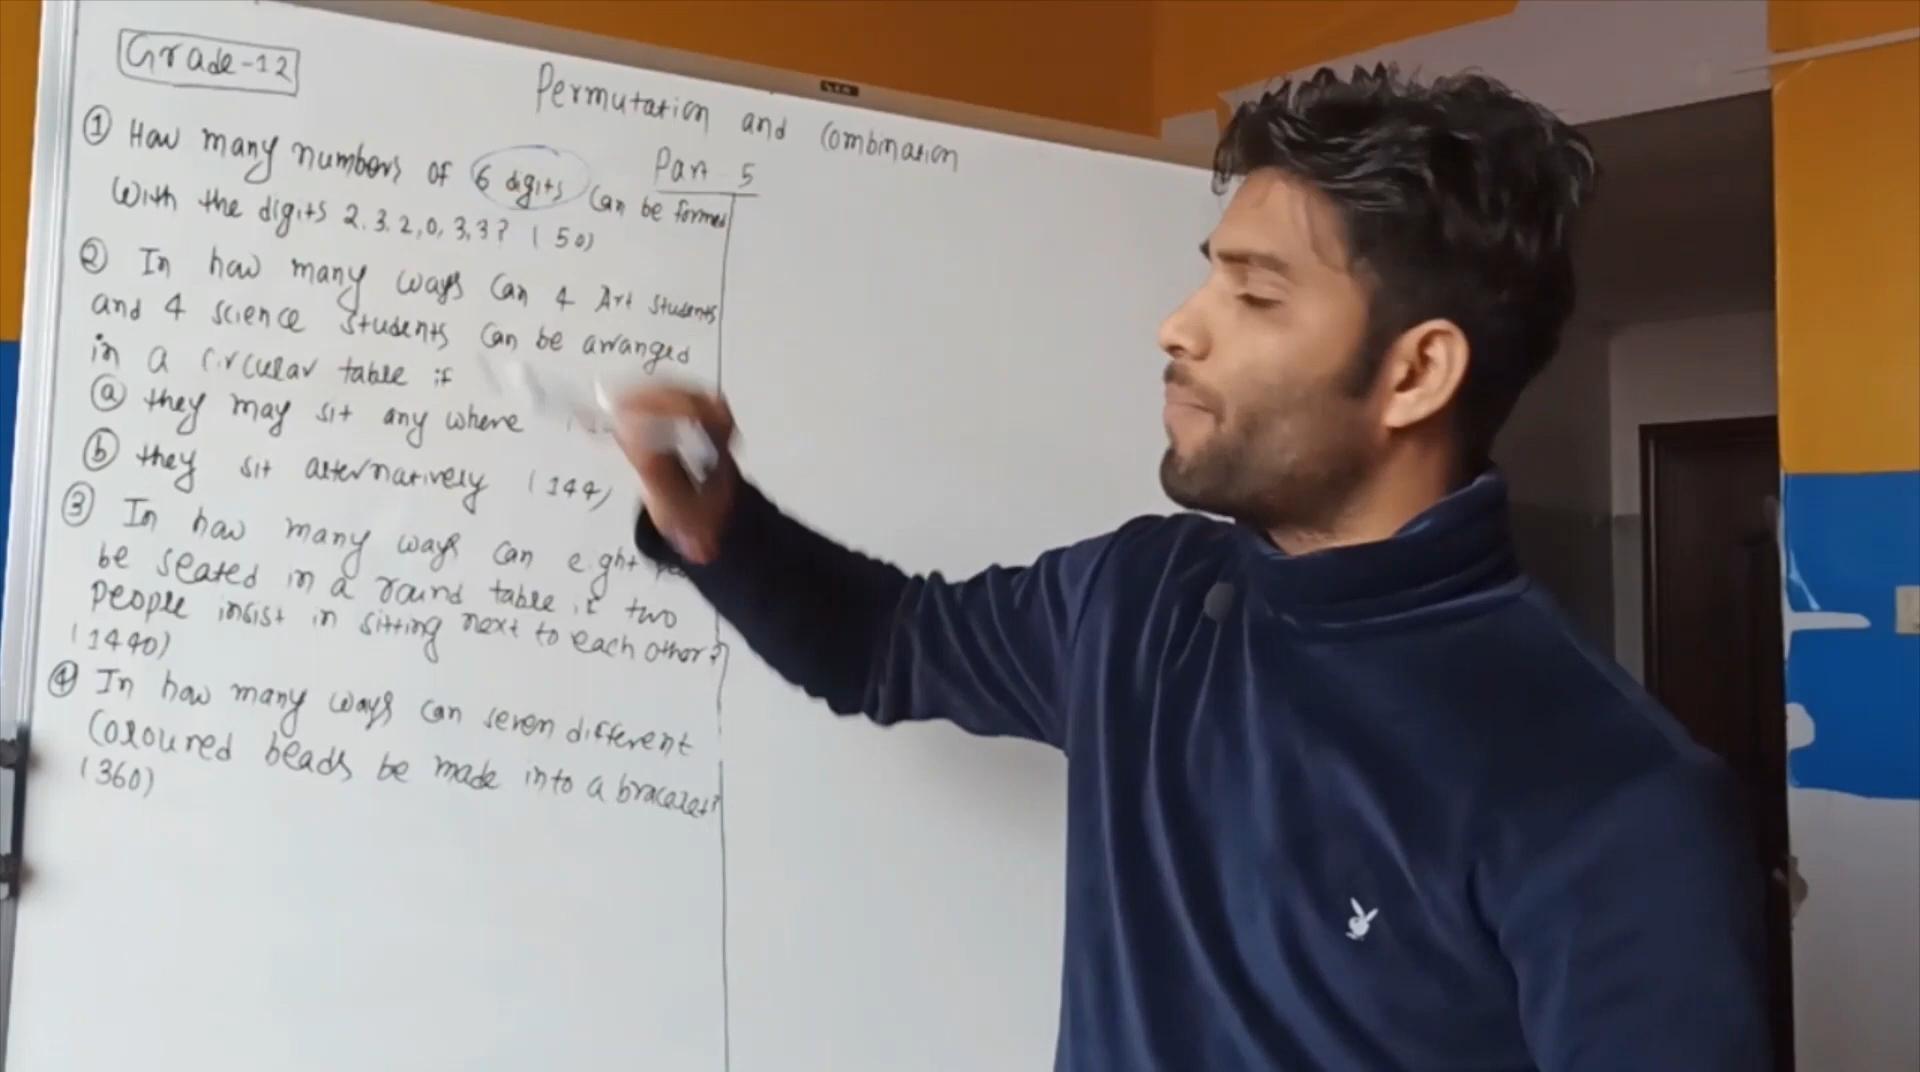 Grade-12
Permutation and Combination
Part 5
① How many numbers of 6 digits can be formed
with the digits 2,3,2,0,3,3? (50)
② In how many ways can 4 Art students
and 4 science students can be arranged
in a circular table if
ⓐ they may sit any where
ⓑ they sit alternatively (144)
③ In how many ways can eight
be seated in a round table if two
people insist in sitting next to each other?
(1440)
④ In how many ways can seven different
coloured beads be made into a bracelet?
(360)